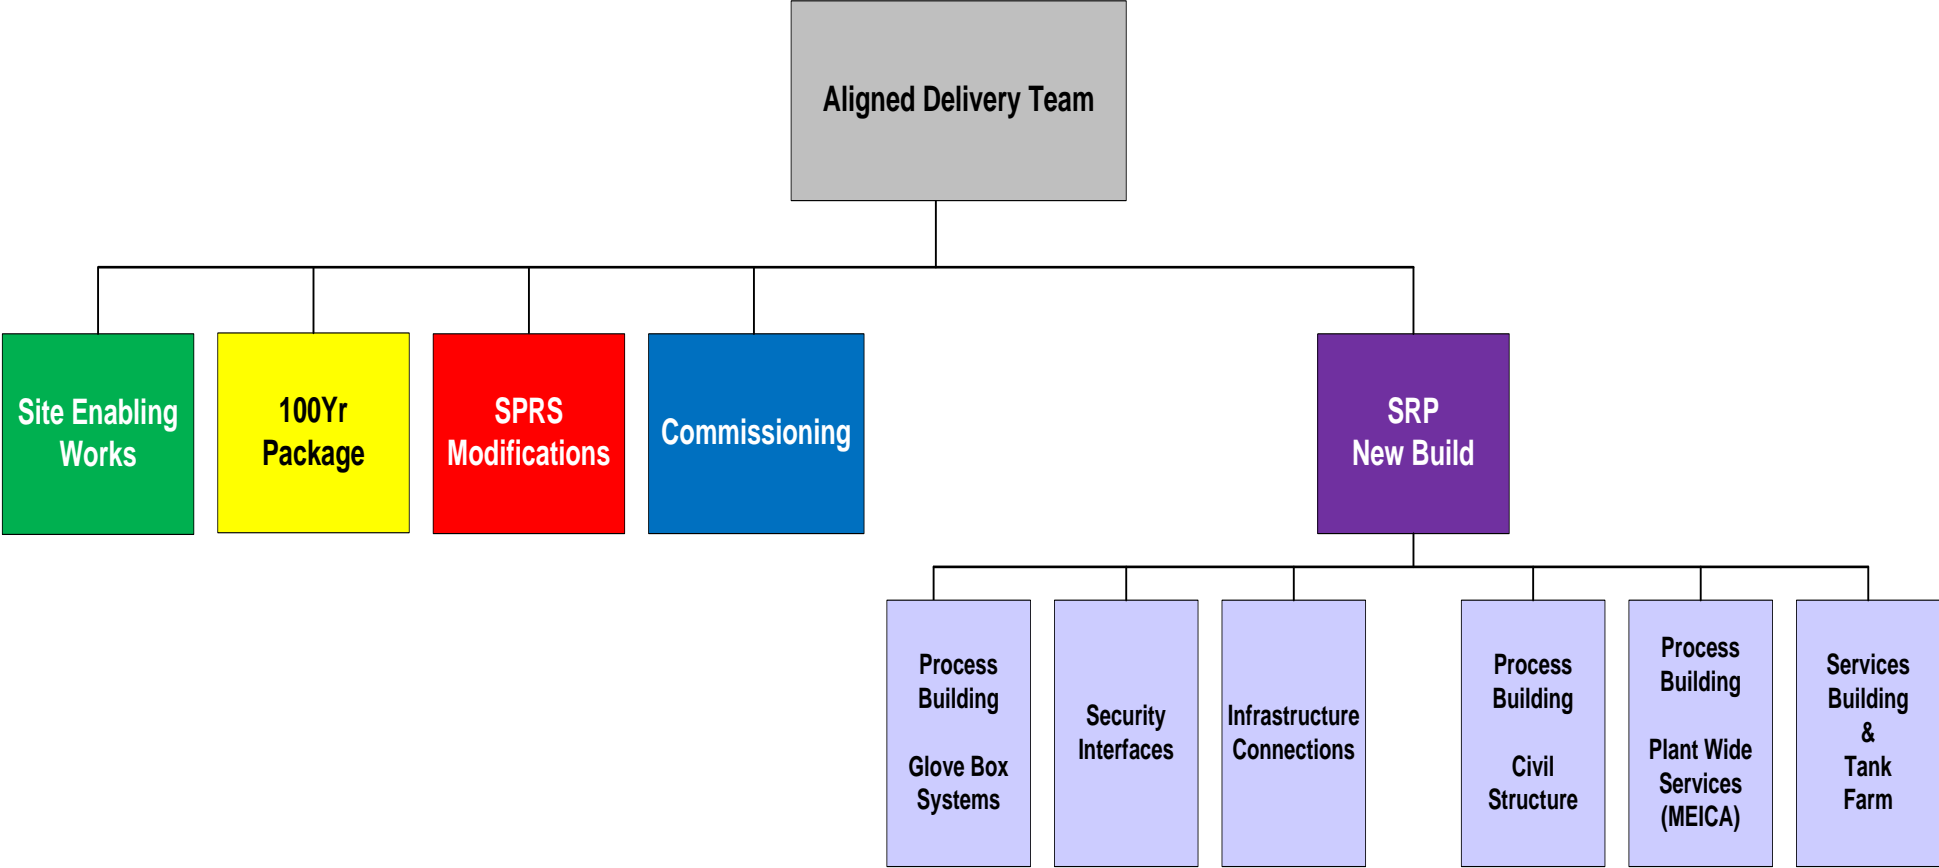 Aligned Delivery Team
Site Enabling
Works
100Yr
Package
SPRS
Modifications
Commissioning
SRP
New Build
Process
Building
Glove Box
Systems
Security
Interfaces
Infrastructure
Connections
Process
Building
Civil
Structure
Process
Building
Plant Wide
Services
(MEICA)
Services
Building
&
Tank
Farm